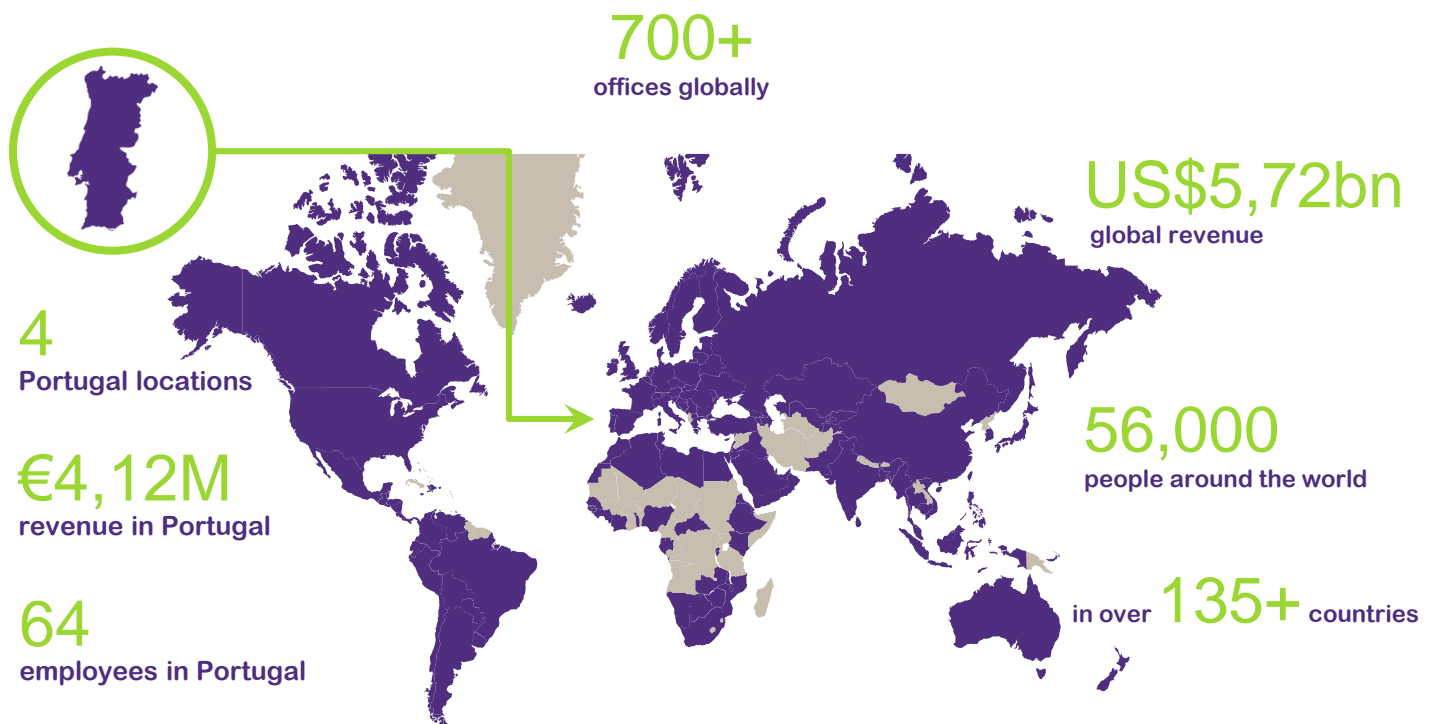 700+
offices globally
US$5,72bn
global revenue
4
Portugal locations
56,000
people around the world
€4,12M
revenue in Portugal
in over 135+ countries
64
employees in Portugal